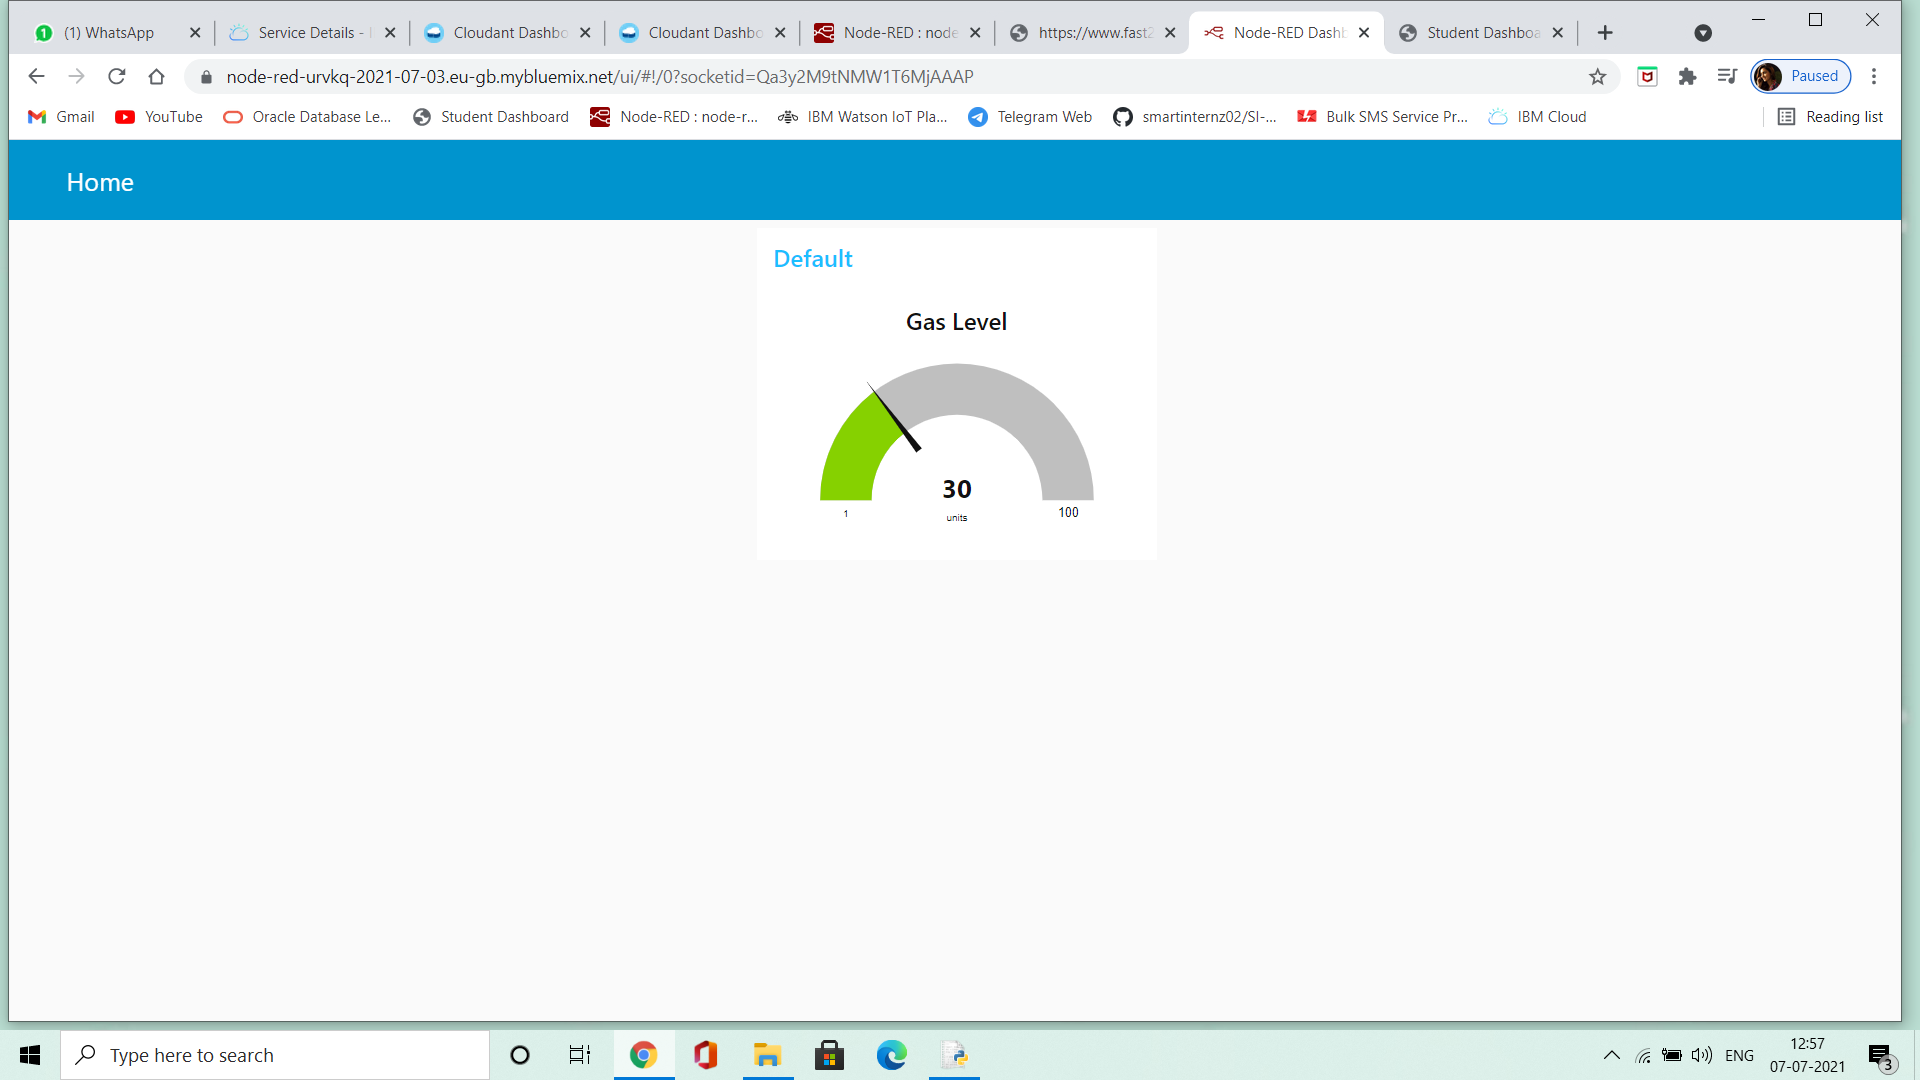 1 (1) WhatsApp
Service Details -
Cloudant Dashbo
Cloudant Dashbo
Node-RED : node
https://www.fast2
Node-RED Dashb
Student Dashboa
node-red-urvkq-2021-07-03.eu-gb.mybluemix.net/ui/#!/0?socketid=Qa3y2M9tNMW1T6MjAAAP
Paused
Gmail
YouTube
Oracle Database Le...
Student Dashboard
Node-RED : node-r...
IBM Watson IoT Pla...
Telegram Web
smartinternz02/SI-...
Bulk SMS Service Pr...
IBM Cloud
Reading list
Home
Default
Gas Level
30
units
1
100
Type here to search
ENG
12:57
07-07-2021
3